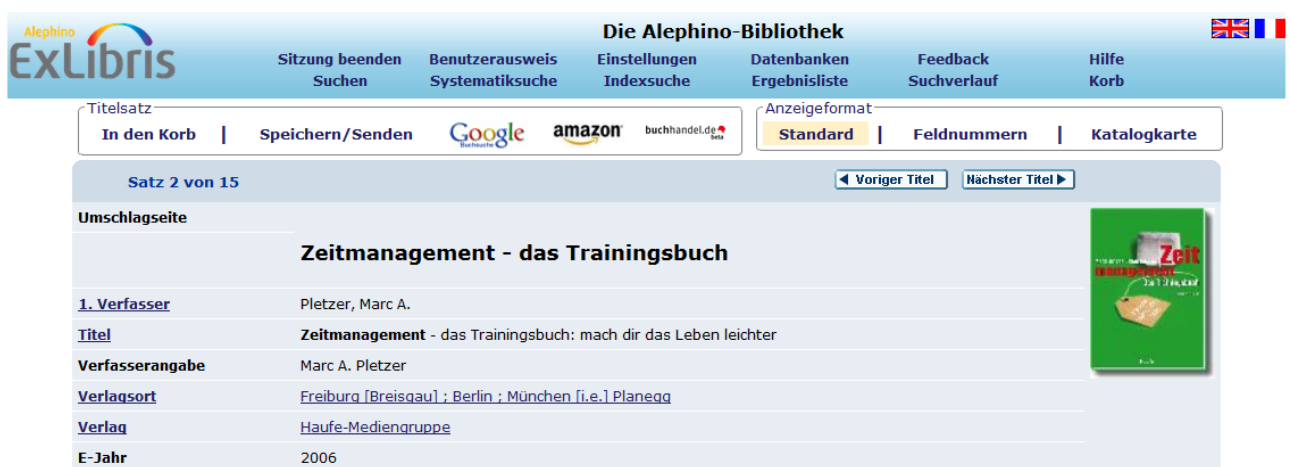 Alephino
ExLibris
Die Alephino-Bibliothek
Sitzung beenden Benutzerausweis Einstellungen Datenbanken Feedback Hilfe
Suchen Systematiksuche Indexsuche Ergebnisliste Suchverlauf Korb
Titelsatz Anzeigeformat
In den Korb | Speichern/Senden Google Buchsuche amazon buchhandel.de beta Standard | Feldnummern | Katalogkarte
Satz 2 von 15 Voriger Titel Nächster Titel
Umschlagseite
Zeitmanagement - das Trainingsbuch
Zeit
management
1. Verfasser Pletzer, Marc A.
Titel Zeitmanagement - das Trainingsbuch: mach dir das Leben leichter
Verfasserangabe Marc A. Pletzer
Verlagsort Freiburg [Breisgau] ; Berlin ; München [i.e.] Planegg
Verlag Haufe-Mediengruppe
E-Jahr 2006